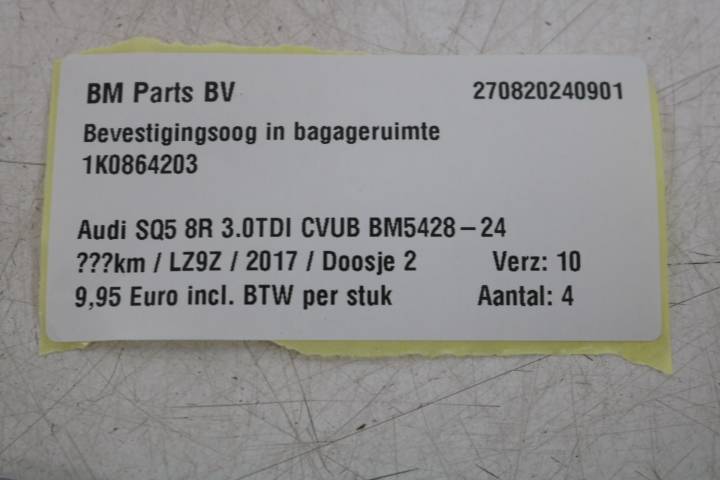 BM Parts BV 270820240901
Bevestigingsoog in bagageruimte
1K0864203
Audi SQ5 8R 3.0TDI CVUB BM5428-24
???km / LZ9Z / 2017 / Doosje 2 Verz: 10
9,95 Euro incl. BTW per stuk Aantal: 4